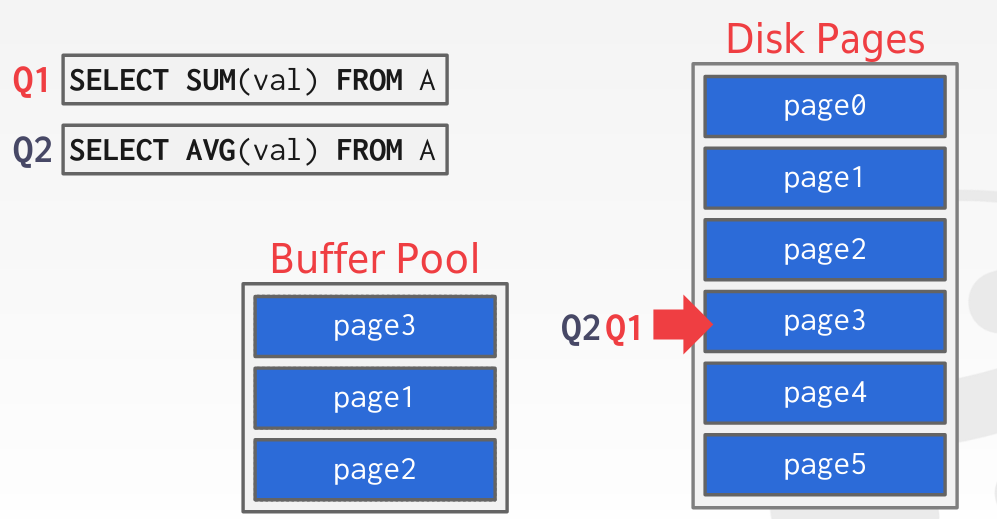 Q1 SELECT SUM(val) FROM A
Q2 SELECT AVG(val) FROM A
Buffer Pool
page3
page1
page2
Q2 Q1
Disk Pages
page0
page1
page2
page3
page4
page5